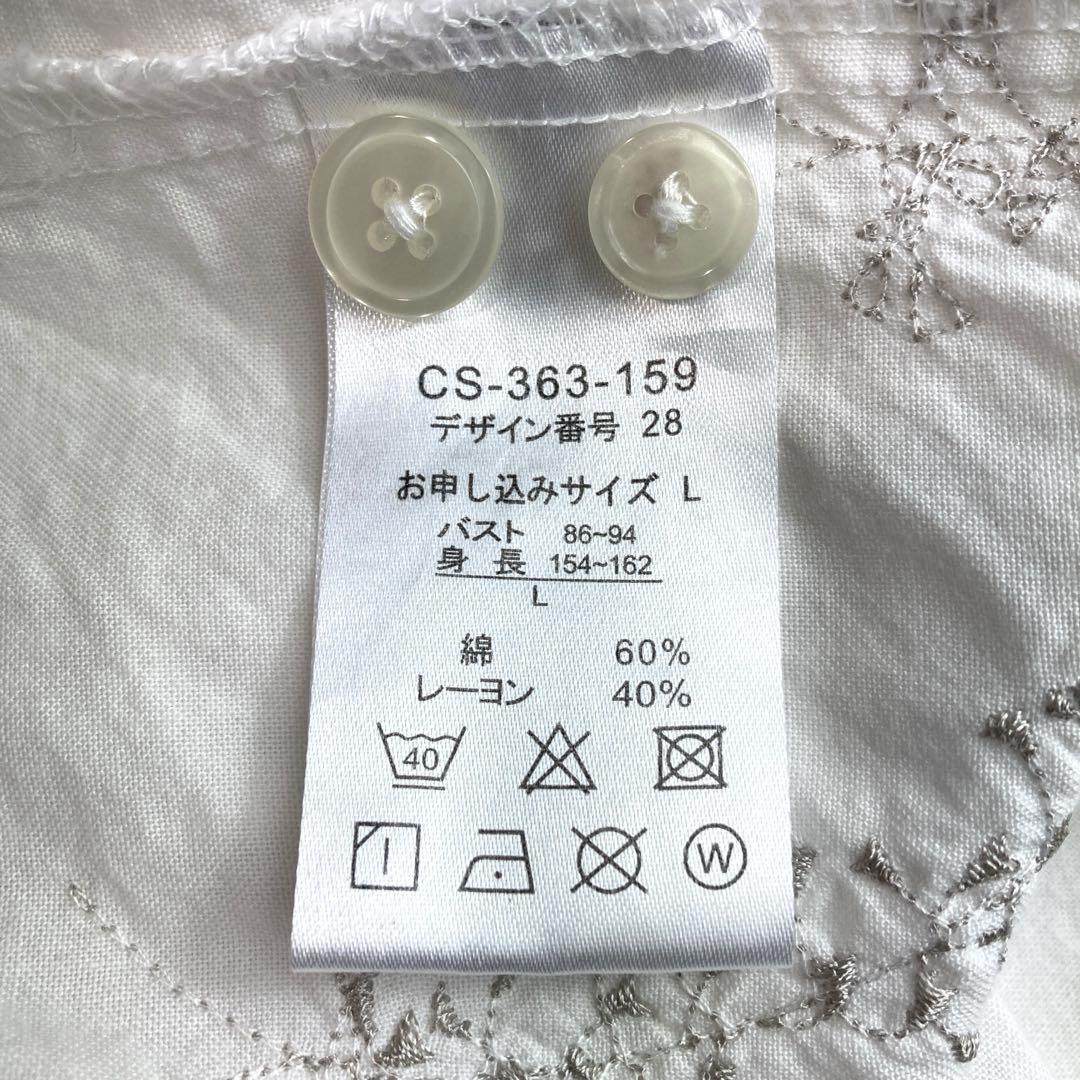 CS-363-159
デザイン番号 28
お申し込みサイズ L
バスト 86~94
身 長 154~162
L
綿 60%
レーヨン 40%
40
W